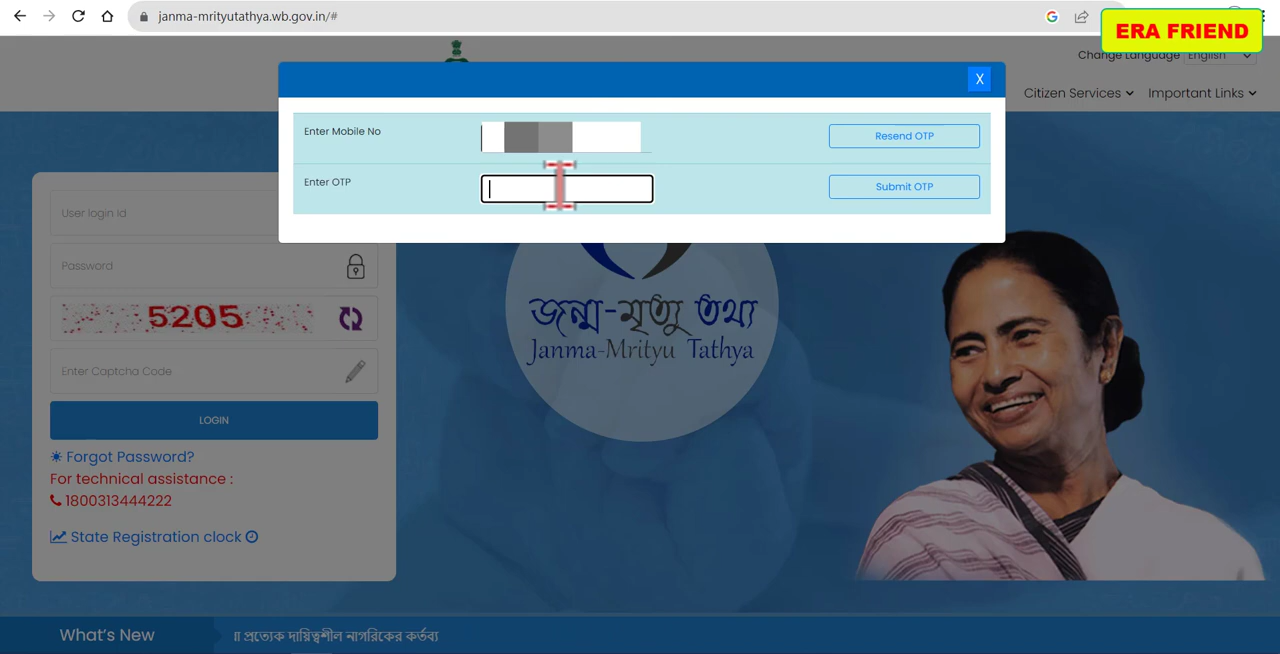 janma-mrityutathya.wb.gov.in/#
ERA FRIEND
Change Language English
Citizen Services Important Links
X
Enter Mobile No
Resend OTP
Enter OTP
Submit OTP
User login Id
Password
5205
Enter Captcha Code
LOGIN
Forgot Password?
For technical assistance :
1800313444222
State Registration clock
জন্ম-মৃত্যু তথ্য
Janma-Mrityu Tathya
What's New
॥ প্রত্যেক দায়িত্বশীল নাগরিকের কর্তব্য